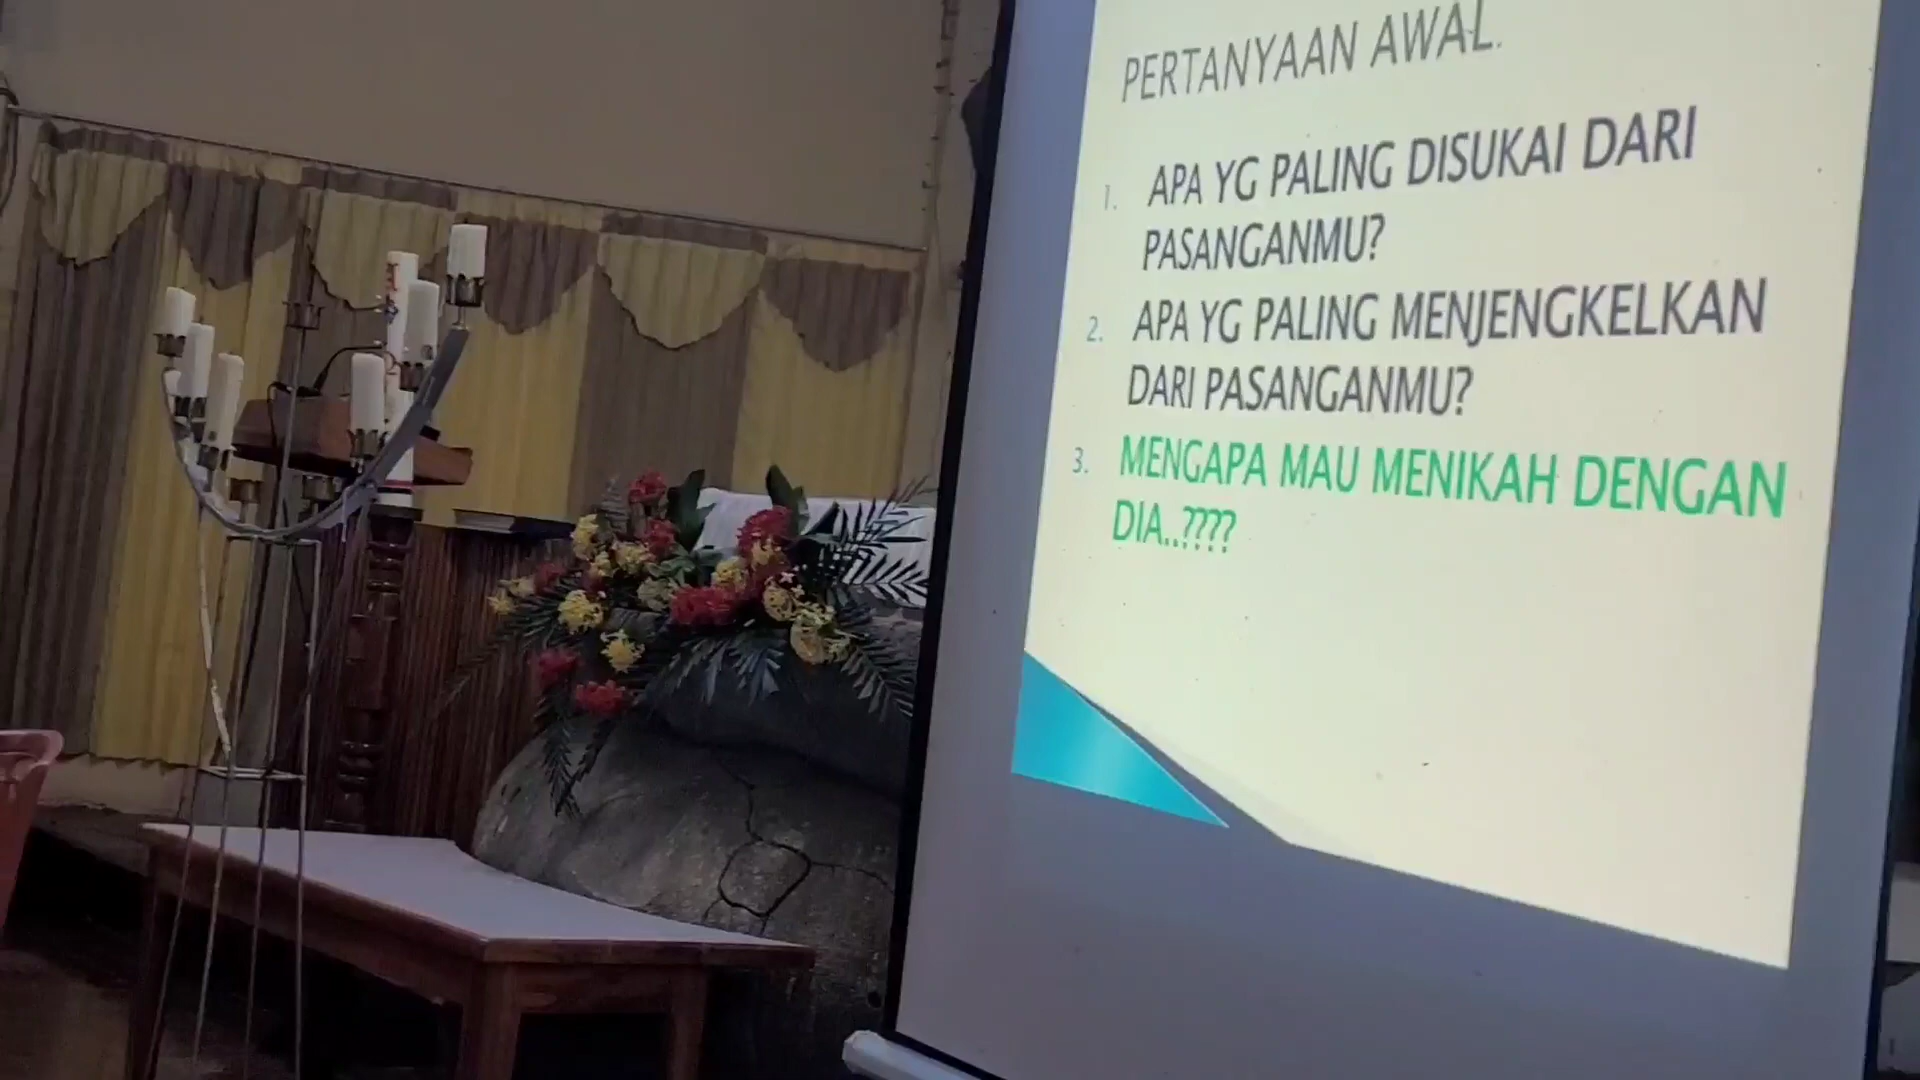 PERTANYAAN AWAL.
1. APA YG PALING DISUKAI DARI
PASANGANMU?
2. APA YG PALING MENJENGKELKAN
DARI PASANGANMU?
3. MENGAPA MAU MENIKAH DENGAN
DIA..????